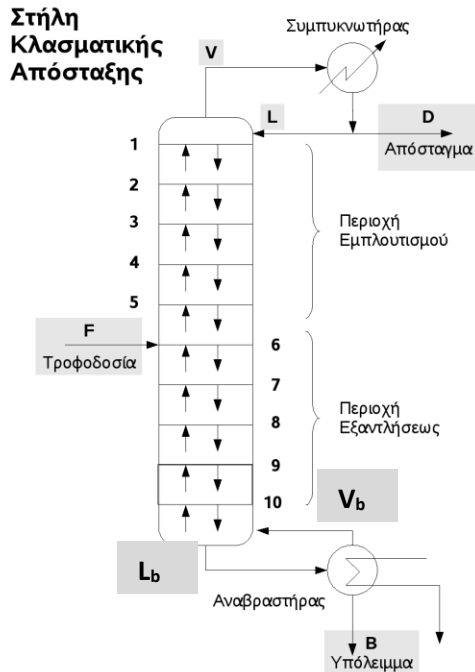 Στήλη
Κλασματικής
Απόσταξης
Συμπυκνωτήρας
V
L
D
Απόσταγμα
1
2
3
4
5
Περιοχή
Εμπλουτισμού
F
Τροφοδοσία
6
7
8
9
10
Περιοχή
Εξαντλήσεως
Vb
Lb
Αναβραστήρας
B
Υπόλειμμα